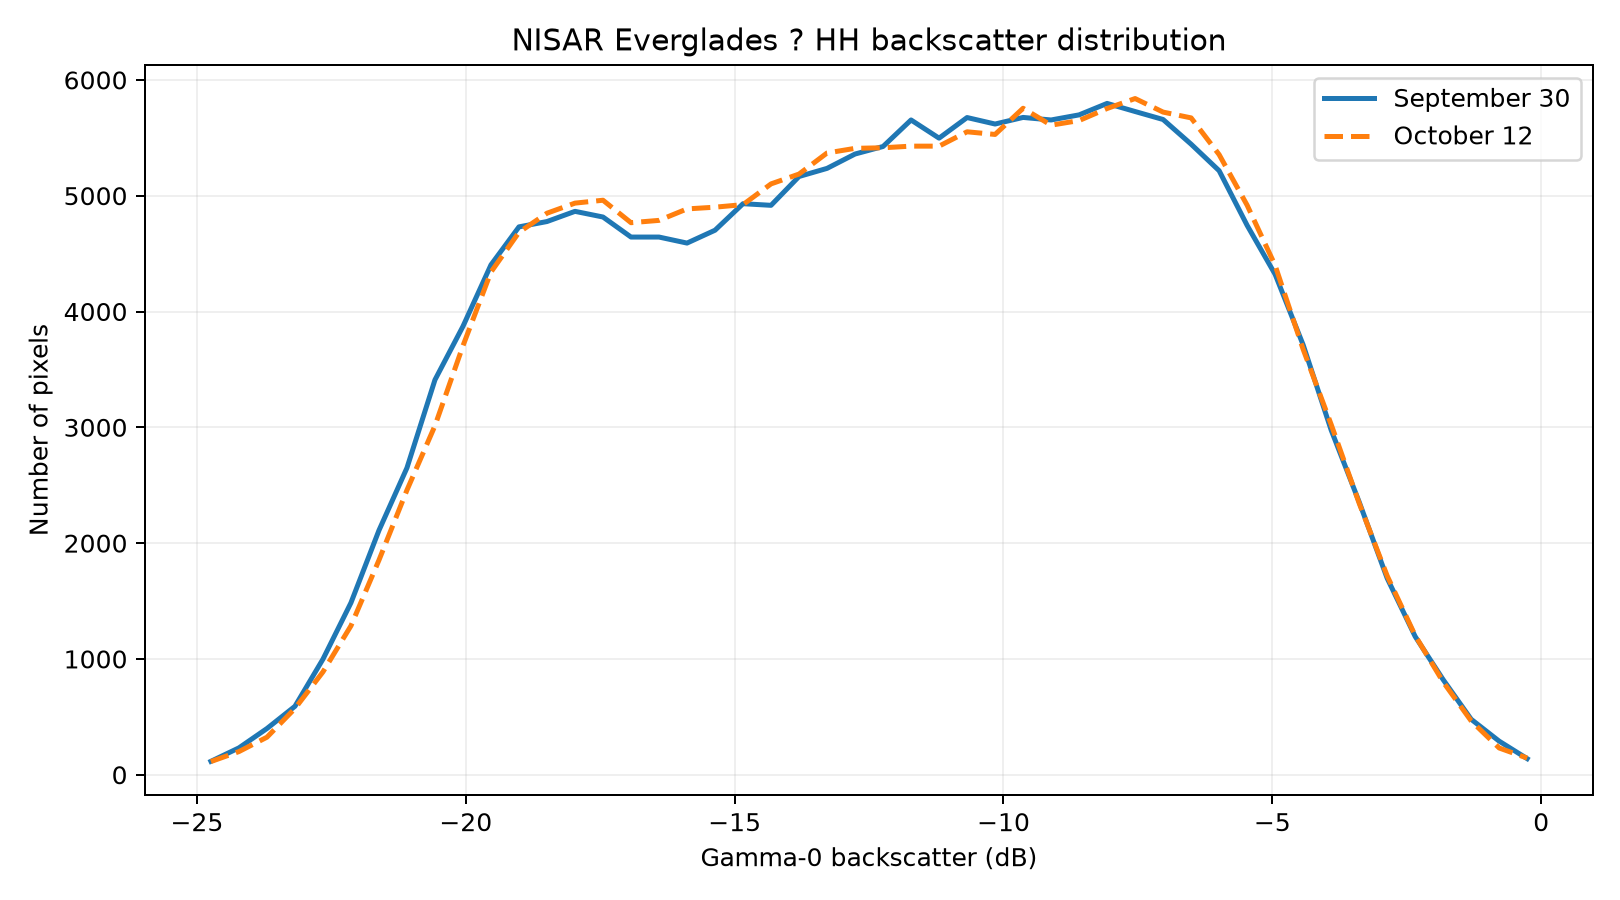 NISAR Everglades ? HH backscatter distribution
6000
5000
4000
3000
2000
1000
0
Number of pixels
September 30
October 12
−25
−20
−15
−10
−5
0
Gamma-0 backscatter (dB)